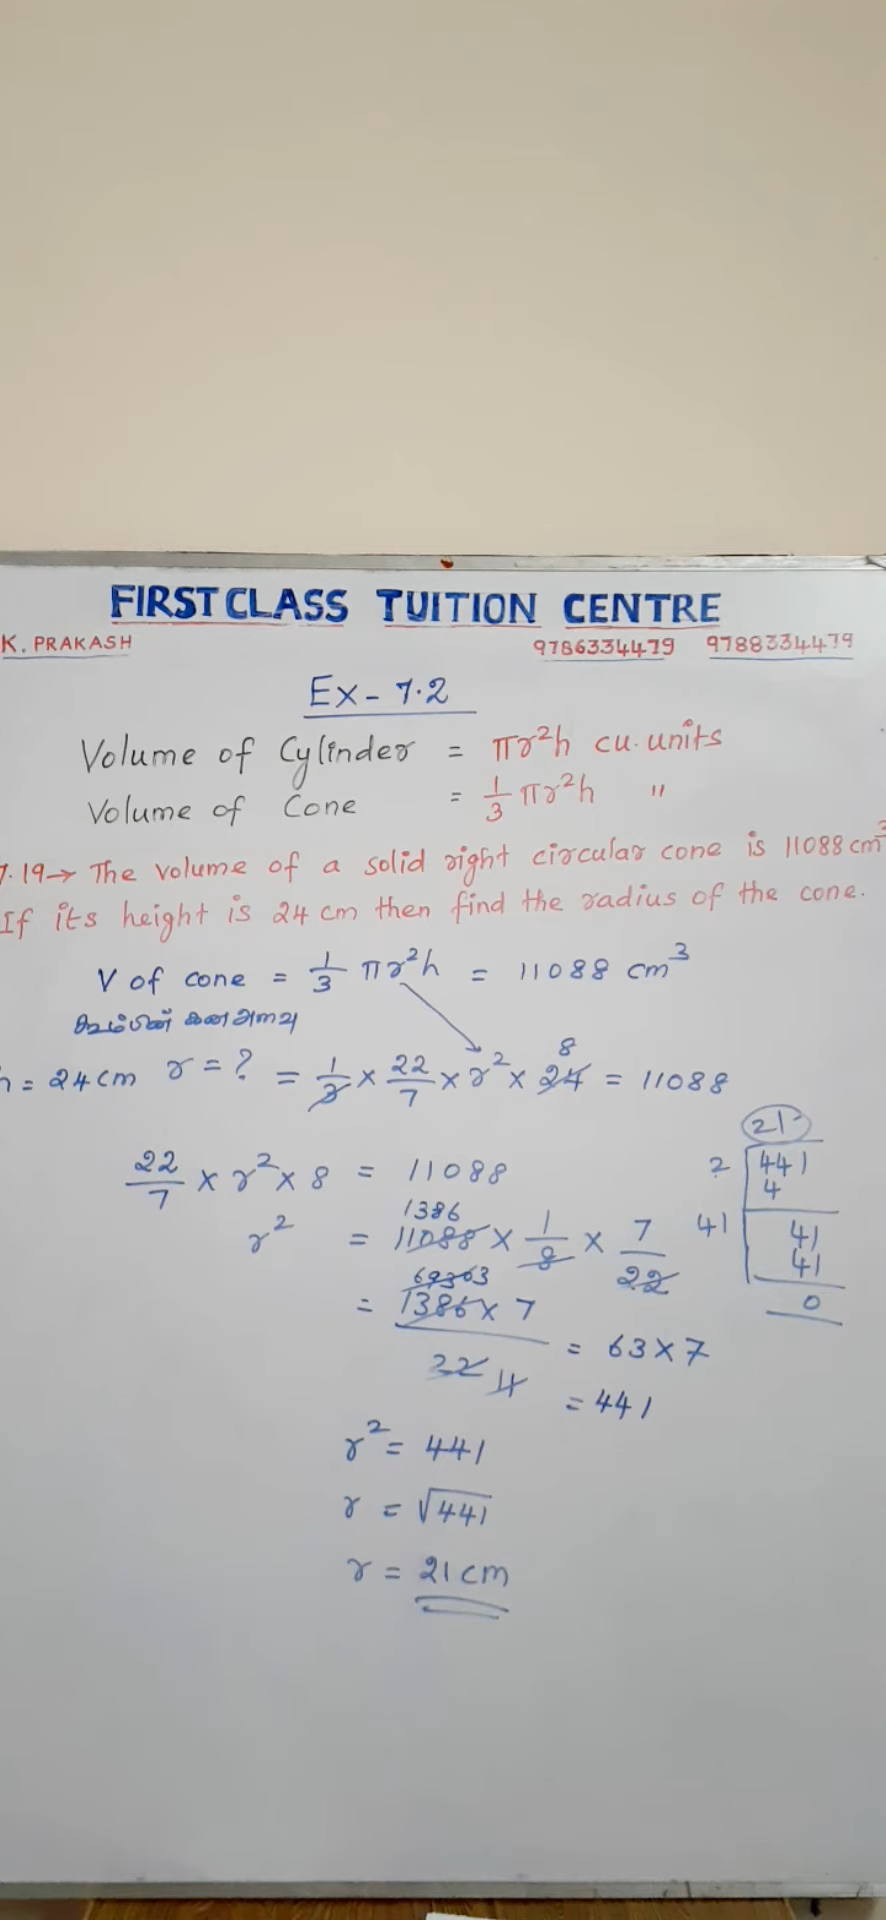 FIRST CLASS TUITION CENTRE
K. PRAKASH 9786334479 9788334479
Ex - 7.2
Volume of Cylinder = πr²h cu. units
Volume of Cone = 1/3 πr²h "
7.19→ The volume of a solid right circular cone is 11088 cm³
If its height is 24 cm then find the radius of the cone.
V of cone = 1/3 πr²h = 11088 cm³
கூம்பின் கனஅளவு
h = 24cm r = ? = 1/3 × 22/7 × r² × 24 = 11088
8
22/7 × r² × 8 = 11088
1386
r² = 11088 × 1/8 × 7/22
693 63
= 1386 × 7 / 22 11 = 63 × 7
= 441
r² = 441
r = √441
r = 21 cm
21
2 441
4
41 41
41
0